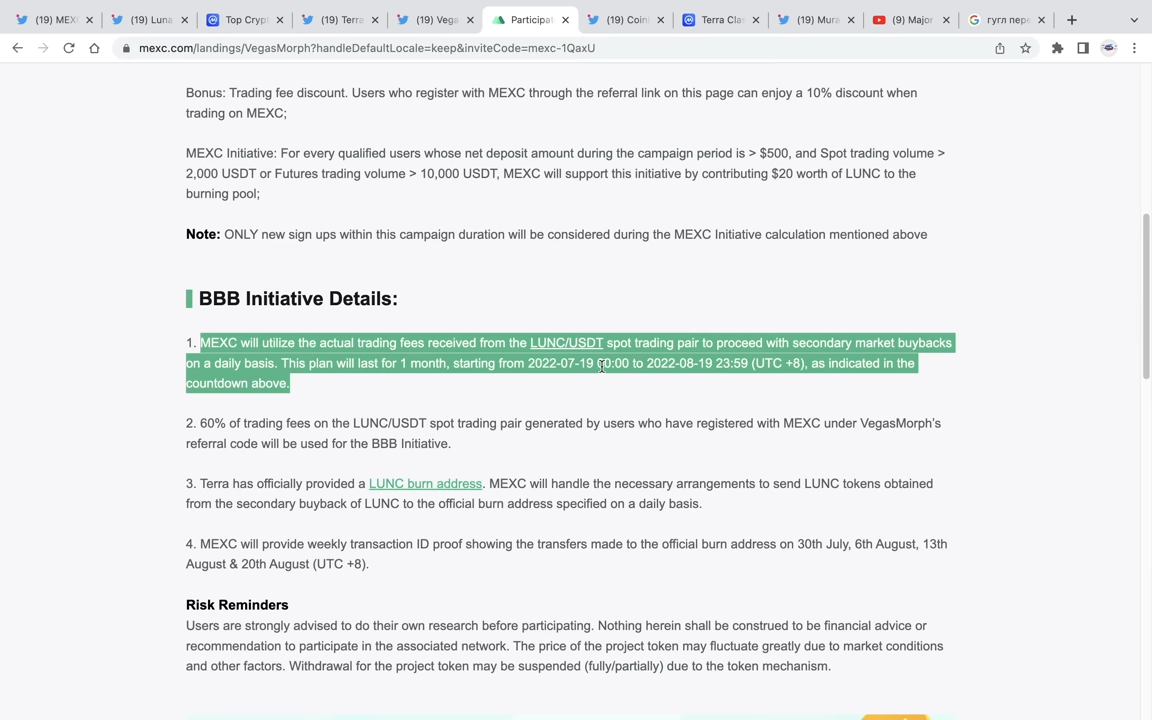 (19) MEX
(19) Luna
Top Crypt
(19) Terra
(19) Vega
Participat
(19) Coin
Terra Cla
(19) Mura
(9) Major
гугл пере
mexc.com/landings/VegasMorph?handleDefaultLocale=keep&inviteCode=mexc-1QaxU
Bonus: Trading fee discount. Users who register with MEXC through the referral link on this page can enjoy a 10% discount when
trading on MEXC;
MEXC Initiative: For every qualified users whose net deposit amount during the campaign period is > $500, and Spot trading volume >
2,000 USDT or Futures trading volume > 10,000 USDT, MEXC will support this initiative by contributing $20 worth of LUNC to the
burning pool;
Note: ONLY new sign ups within this campaign duration will be considered during the MEXC Initiative calculation mentioned above
BBB Initiative Details:
1. MEXC will utilize the actual trading fees received from the LUNC/USDT spot trading pair to proceed with secondary market buybacks
on a daily basis. This plan will last for 1 month, starting from 2022-07-19 00:00 to 2022-08-19 23:59 (UTC +8), as indicated in the
countdown above.
2. 60% of trading fees on the LUNC/USDT spot trading pair generated by users who have registered with MEXC under VegasMorph's
referral code will be used for the BBB Initiative.
3. Terra has officially provided a LUNC burn address. MEXC will handle the necessary arrangements to send LUNC tokens obtained
from the secondary buyback of LUNC to the official burn address specified on a daily basis.
4. MEXC will provide weekly transaction ID proof showing the transfers made to the official burn address on 30th July, 6th August, 13th
August & 20th August (UTC +8).
Risk Reminders
Users are strongly advised to do their own research before participating. Nothing herein shall be construed to be financial advice or
recommendation to participate in the associated network. The price of the project token may fluctuate greatly due to market conditions
and other factors. Withdrawal for the project token may be suspended (fully/partially) due to the token mechanism.